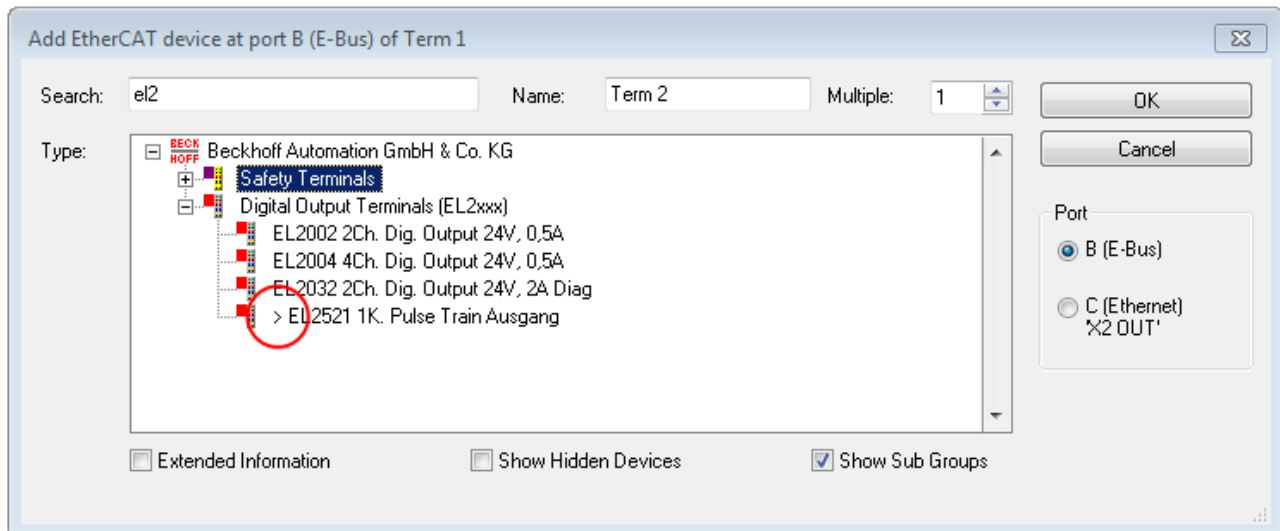 Add EtherCAT device at port B (E-Bus) of Term 1
Search: el2 Name: Term 2 Multiple: 1 OK
Type: BECK HOFF Beckhoff Automation GmbH & Co. KG Cancel
Safety Terminals
Digital Output Terminals (EL2xxx)
EL2002 2Ch. Dig. Output 24V, 0,5A
EL2004 4Ch. Dig. Output 24V, 0,5A
EL2032 2Ch. Dig. Output 24V, 2A Diag
> EL2521 1K. Pulse Train Ausgang
Port
B (E-Bus)
C (Ethernet)
'X2 OUT'
Extended Information Show Hidden Devices Show Sub Groups